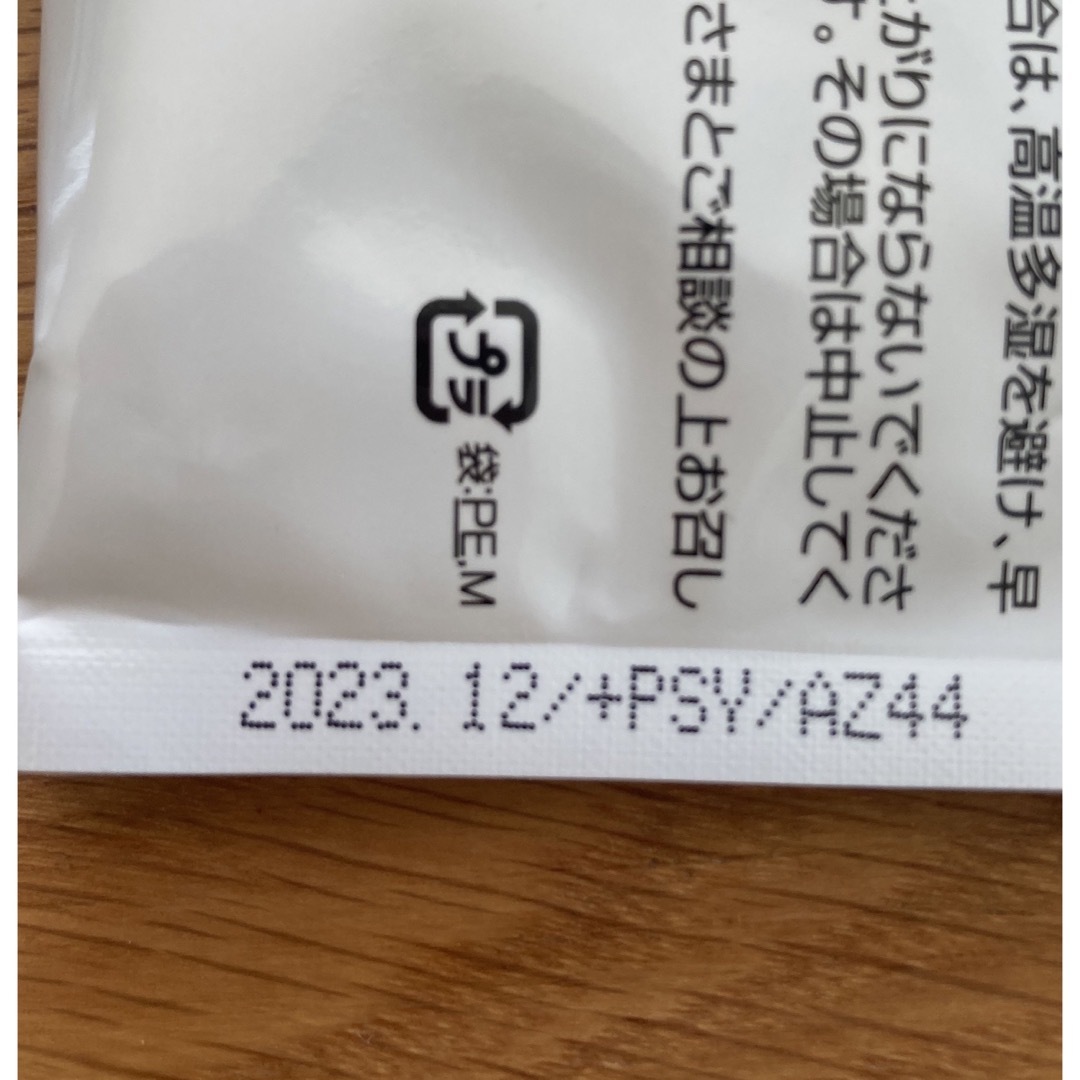 合は、高温多湿を避け、早
がりにならないでくださ
す。その場合は中止してく
さまとご相談の上お召し
プラ
袋:PE,M
2023. 12/+PSY/AZ44